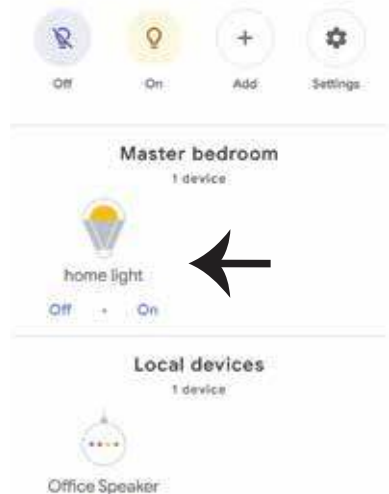 Off On Add Settings
Master bedroom
1 device
home light
Off • On
Local devices
1 device
Office Speaker